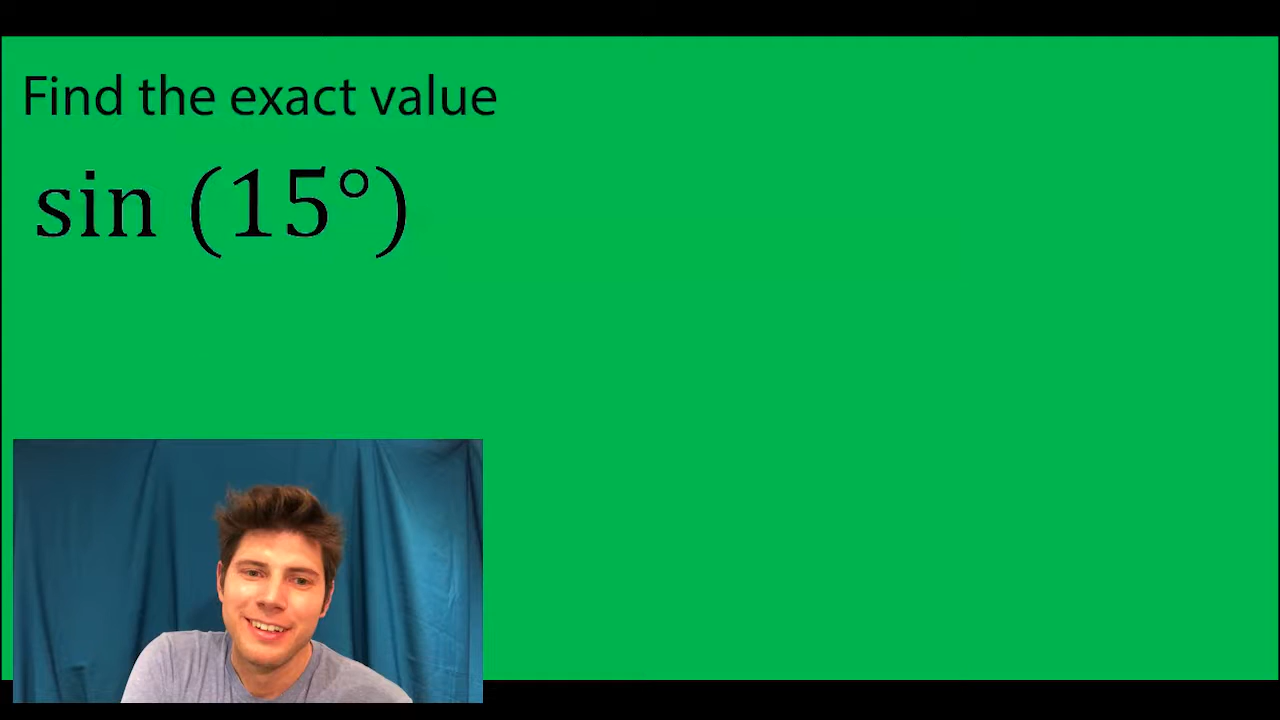 Find the exact value
sin (15°)